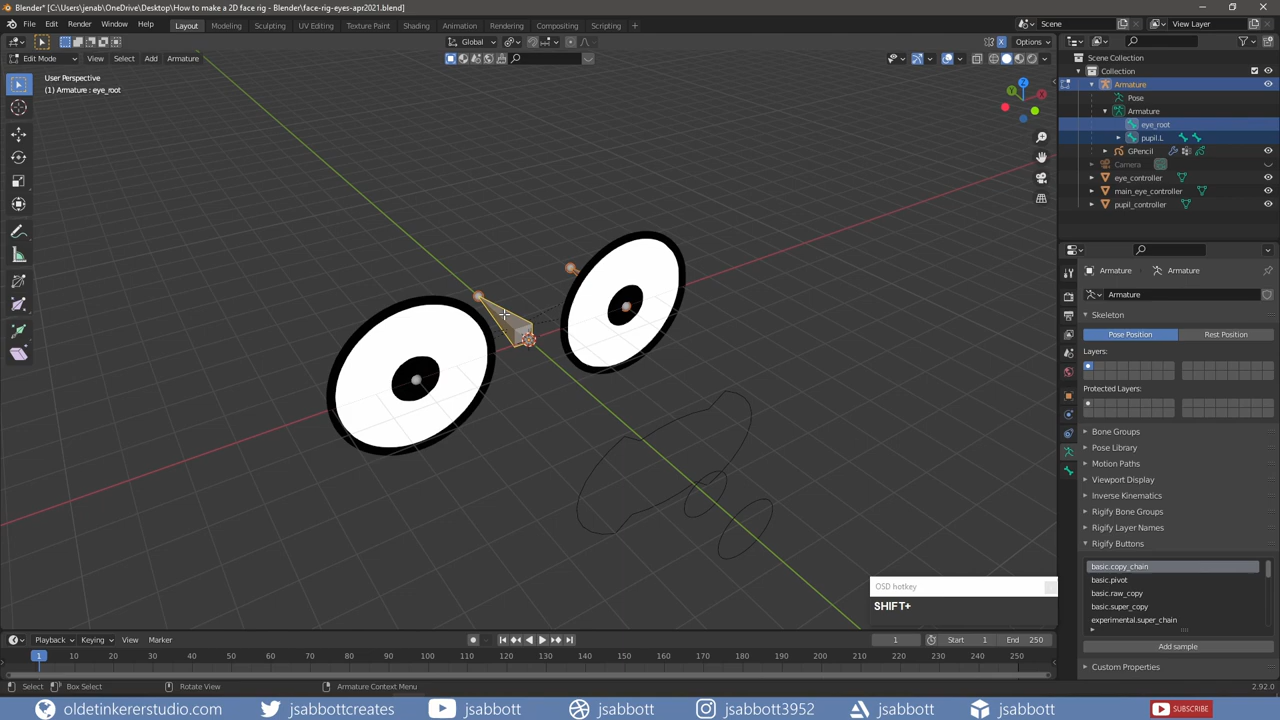 Blender* [C:\Users\jenab\OneDrive\Desktop\How to make a 2D face rig - Blender\face-rig-eyes-apr2021.blend]
File Edit Render Window Help Layout Modeling Sculpting UV Editing Texture Paint Shading Animation Rendering Compositing Scripting Scene View Layer
Global X Options
Edit Mode View Select Add Armature
User Perspective
(1) Armature : eye_root
Scene Collection
Collection
Armature
Pose
Armature
eye_root
pupil.L
GPencil
Camera
eye_controller
main_eye_controller
pupil_controller
Armature Armature
Armature
Skeleton
Pose Position Rest Position
Layers:
Protected Layers:
Bone Groups
Pose Library
Motion Paths
Viewport Display
Inverse Kinematics
Rigify Bone Groups
Rigify Layer Names
Rigify Buttons
basic.copy_chain
basic.pivot
basic.raw_copy
basic.super_copy
experimental.super_chain
Add sample
Custom Properties
OSD hotkey
SHIFT+
Playback Keying View Marker 1 Start 1 End 250
1 10 20 30 40 50 60 70 80 90 100 110 120 130 140 150 160 170 180 190 200 210 220 230 240 250
Select Box Select Rotate View Armature Context Menu 2.92.0
oldetinkererstudio.com jsabbottcreates jsabbott jsabbott jsabbott3952 jsabbott jsabbott SUBSCRIBE